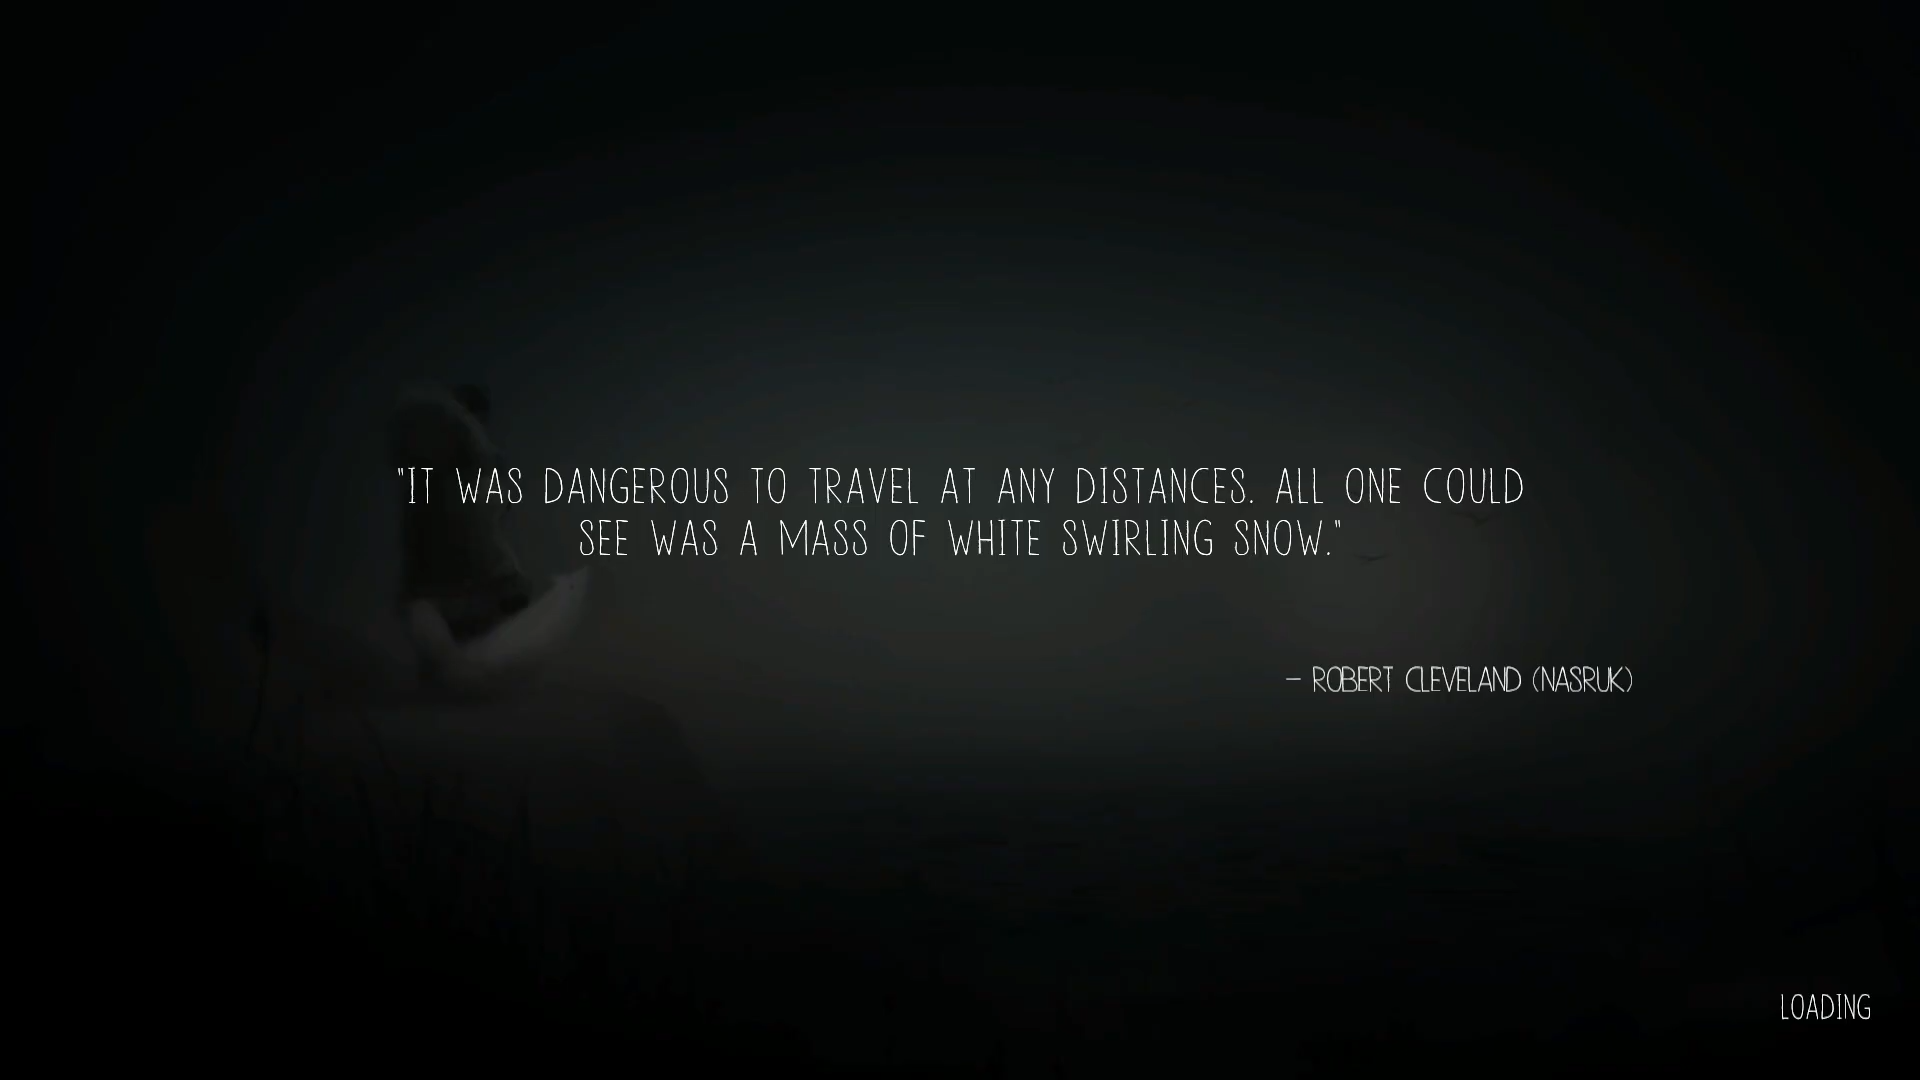 "IT WAS DANGEROUS TO TRAVEL AT ANY DISTANCES. ALL ONE COULD
SEE WAS A MASS OF WHITE SWIRLING SNOW."
– ROBERT CLEVELAND (NASRUK)
LOADING